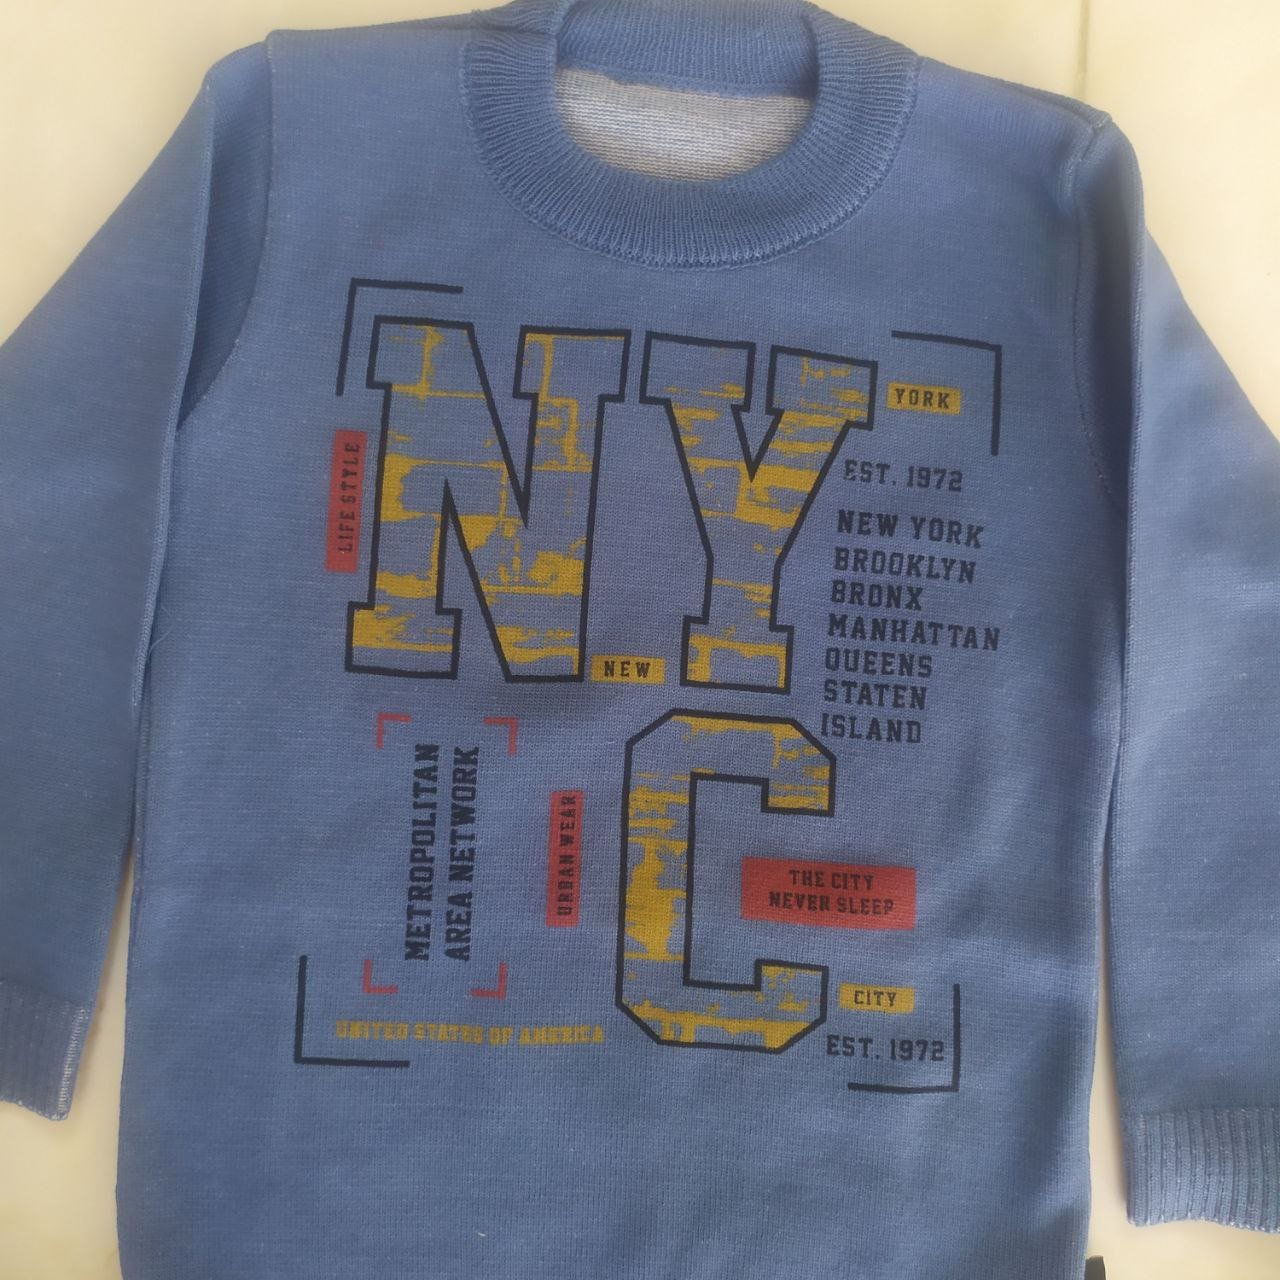 NY
YORK
EST. 1972
LIFE STYLE
NEW YORK
BROOKLYN
BRONX
MANHATTAN
QUEENS
STATEN
ISLAND
NEW
C
METROPOLITAN
AREA NETWORK
URBAN WEAR
THE CITY
NEVER SLEEP
CITY
UNITED STATES OF AMERICA
EST. 1972